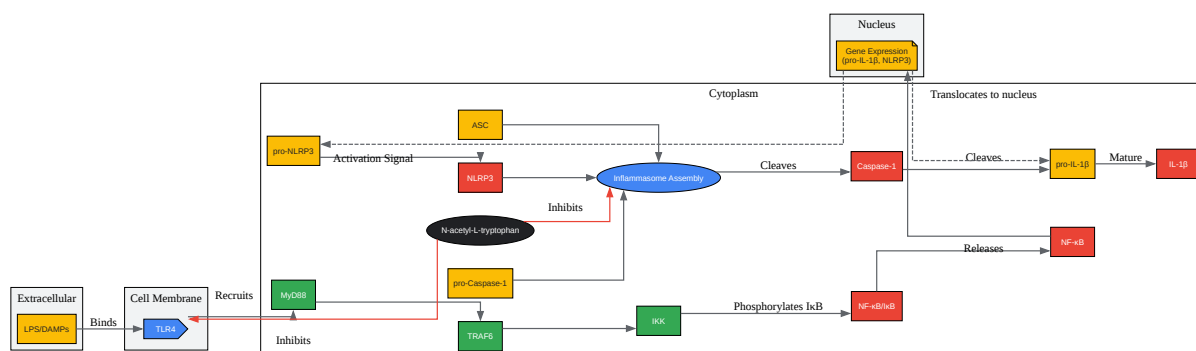 Nucleus
Gene Expression
(pro-IL-1β, NLRP3)
Cytoplasm
Translocates to nucleus
ASC
pro-NLRP3
Activation Signal
NLRP3
Inflammasome Assembly
Cleaves
Caspase-1
Cleaves
pro-IL-1β
Mature
IL-1β
Inhibits
N-acetyl-L-tryptophan
NF-κB
Releases
pro-Caspase-1
Extracellular
LPS/DAMPs
Binds
Cell Membrane
TLR4
Recruits
MyD88
Inhibits
TRAF6
IKK
Phosphorylates IκB
NF-κB/IκB